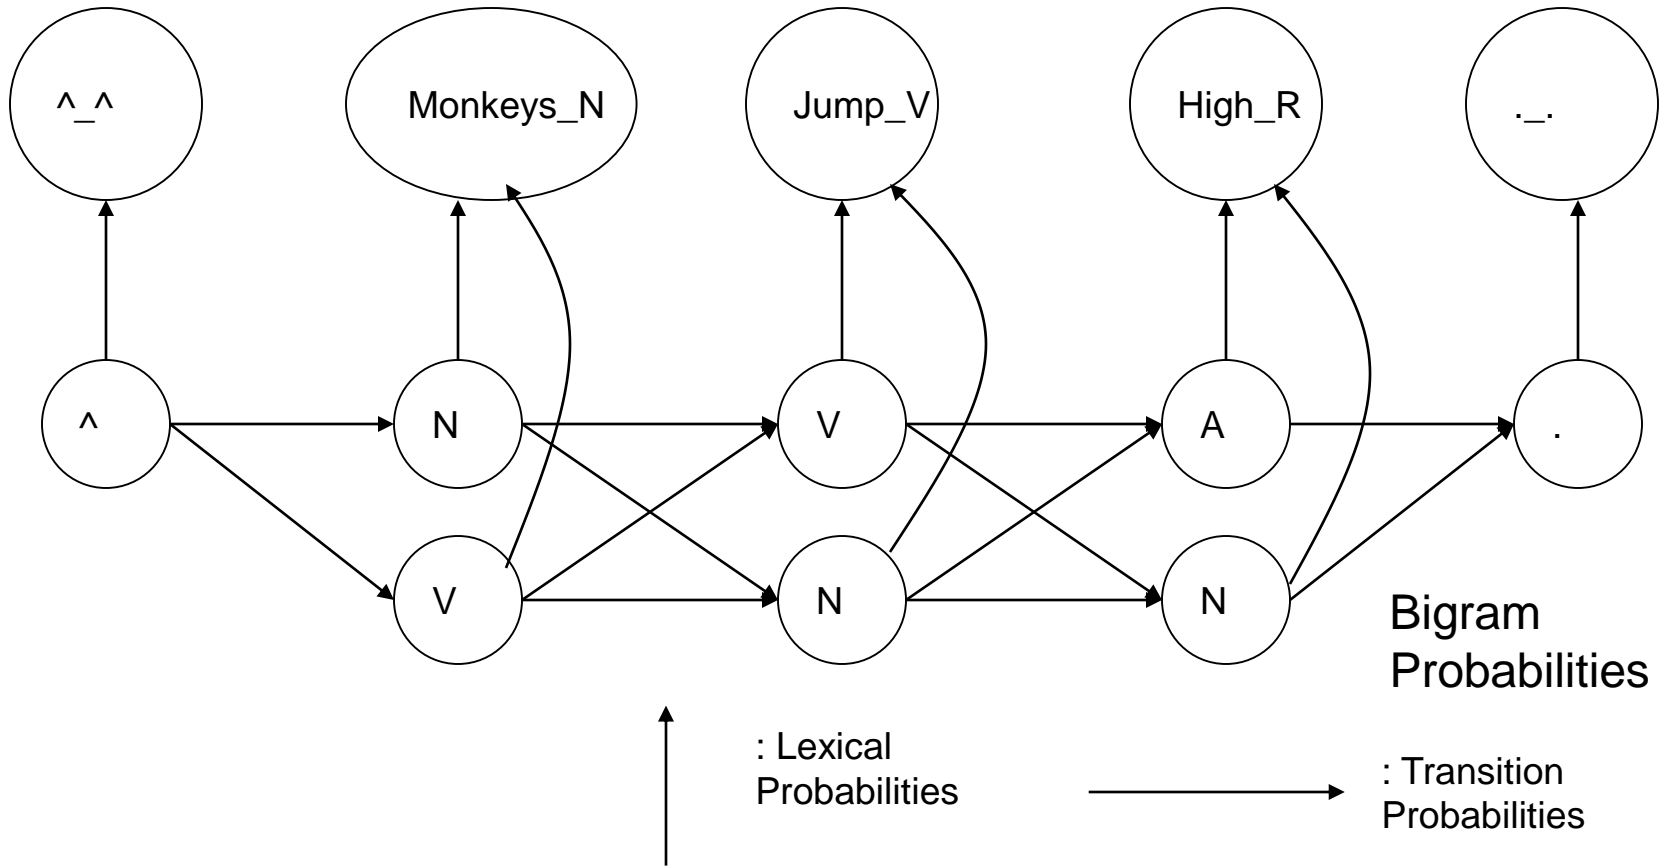 ^_^
Monkeys_N
Jump_V
High_R
._.
^
N
V
A
.
V
N
N
Bigram
Probabilities
: Lexical
Probabilities
: Transition
Probabilities